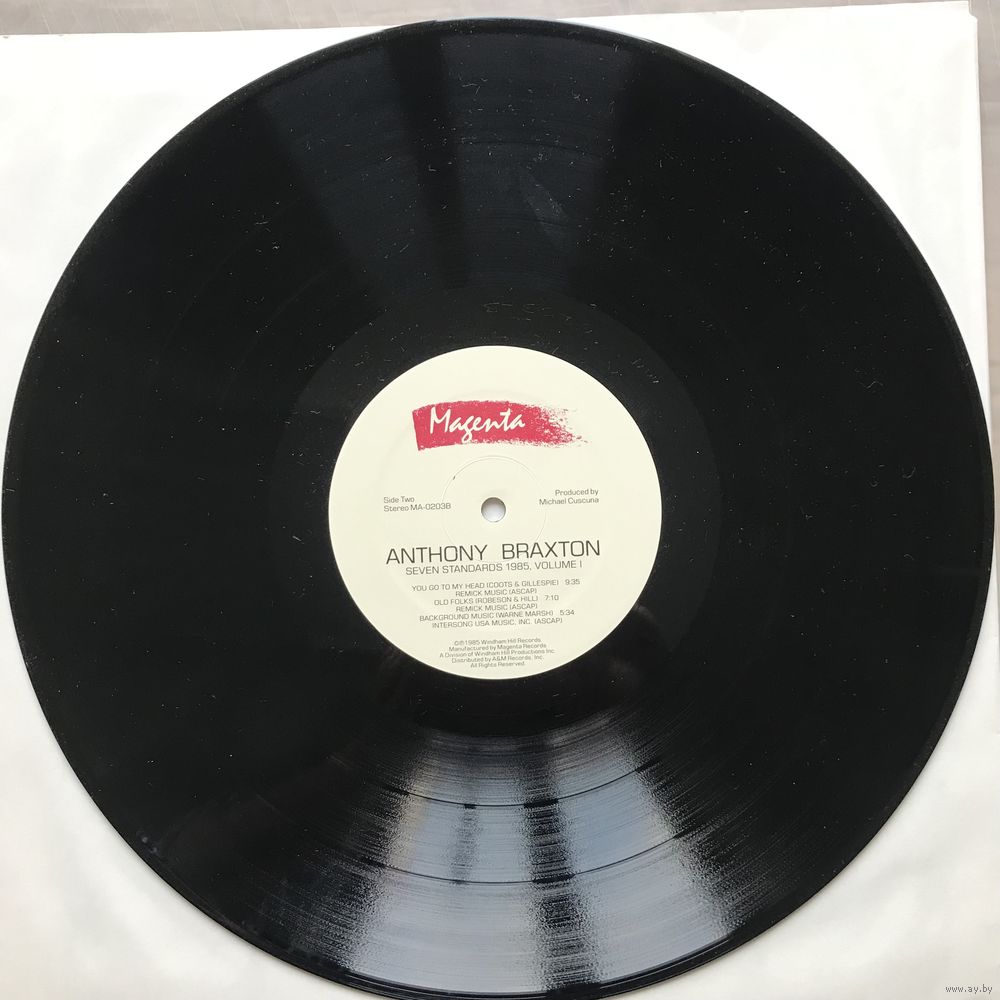 Magenta
Side Two
Stereo MA-0203B
Produced by
Michael Cuscuna
ANTHONY BRAXTON
SEVEN STANDARDS 1985, VOLUME I
YOU GO TO MY HEAD (COOTS & GILLESPIE) 9:35
REMICK MUSIC (ASCAP)
OLD FOLKS (ROBESON & HILL) 7:10
REMICK MUSIC (ASCAP)
BACKGROUND MUSIC (WARNE MARSH) 5:34
INTERSONG USA MUSIC, INC. (ASCAP)
©℗1985 Windham Hill Records
Manufactured by Magenta Records
A Division of Windham Hill Productions Inc.
Distributed by A&M Records, Inc.
All Rights Reserved
www.ay.by